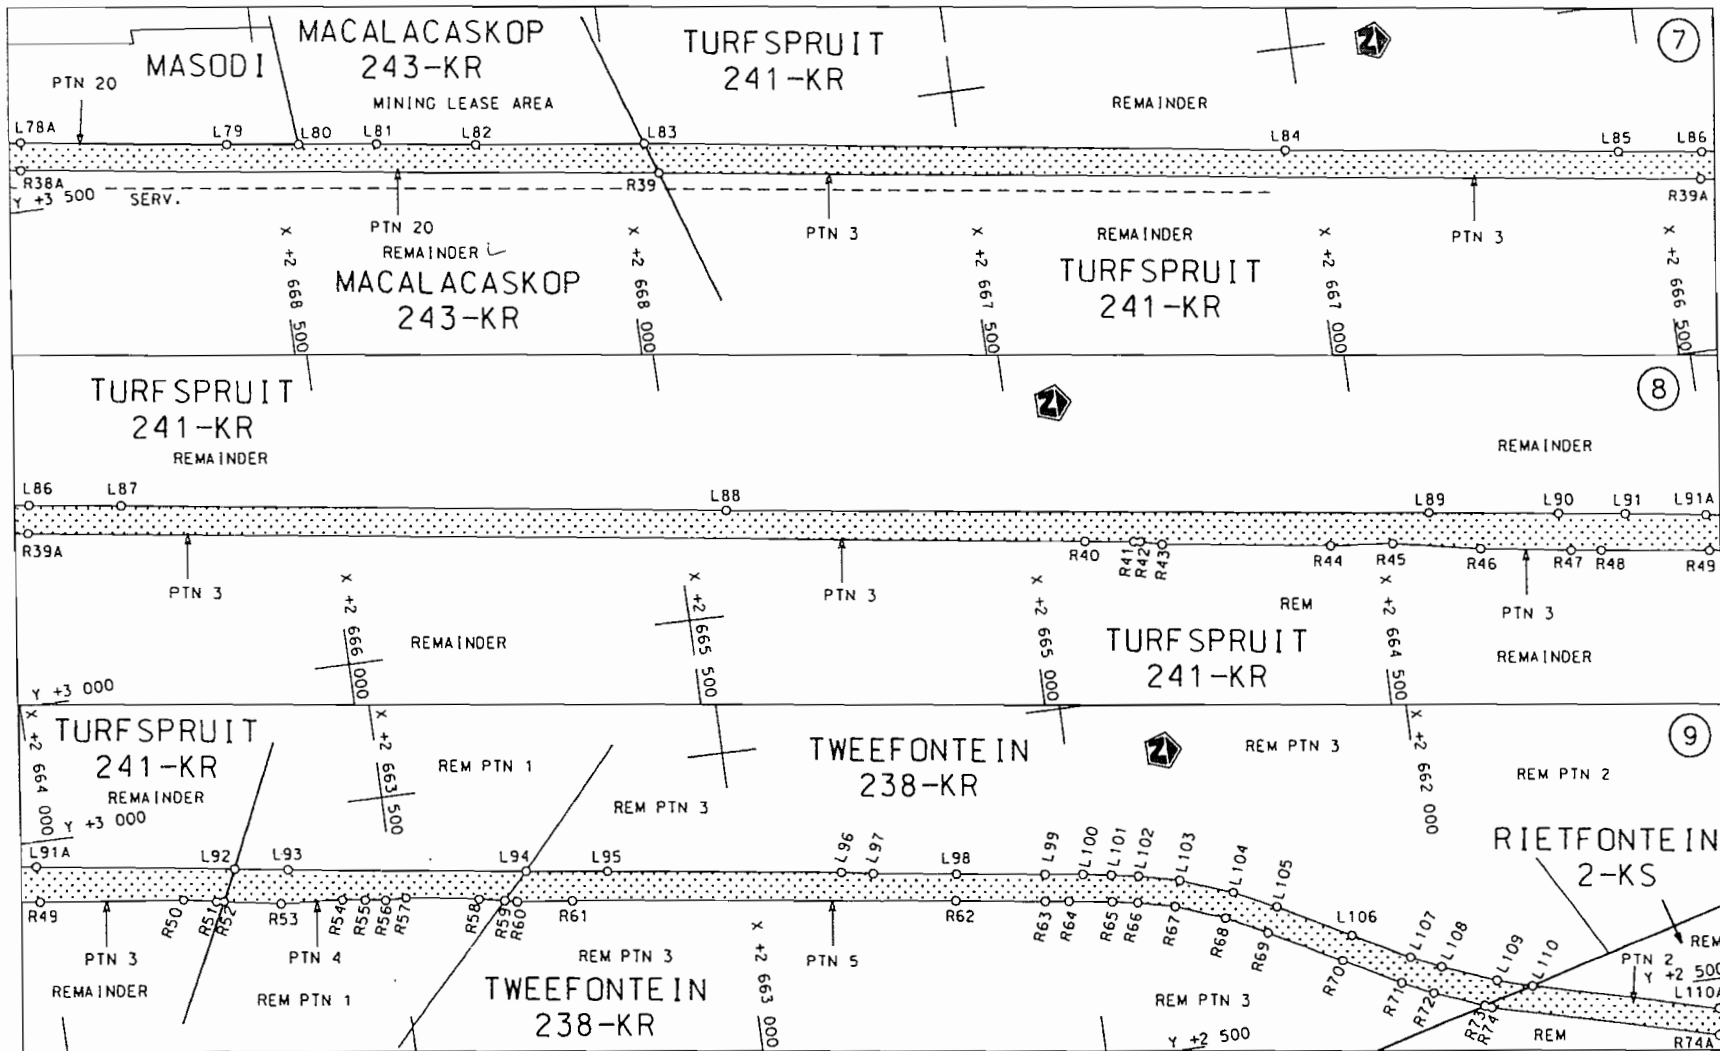 MASODI
MACALACASKOP
243-KR
MINING LEASE AREA
TURFSPRUIT
241-KR
REMAINDER
N
7
PTN 20
L78A
L79
L80
L81
L82
L83
L84
L85
L86
R38A
R39
R39A
Y +3 500
SERV.
PTN 20
REMAINDER
MACALACASKOP
243-KR
PTN 3
REMAINDER
TURFSPRUIT
241-KR
PTN 3
X +2 668 500
X +2 668 000
X +2 667 500
X +2 667 000
X +2 666 500
TURFSPRUIT
241-KR
REMAINDER
N
8
REMAINDER
L86
L87
L88
L89
L90
L91
L91A
R39A
R40
R41
R42
R43
R44
R45
R46
R47
R48
R49
PTN 3
PTN 3
PTN 3
X +2 666 000
X +2 665 500
X +2 665 000
X +2 664 500
REMAINDER
REM
TURFSPRUIT
241-KR
REMAINDER
Y +3 000
X +2 664 000
TURFSPRUIT
241-KR
REMAINDER
Y +3 000
X +2 663 500
REM PTN 1
REM PTN 3
TWEEFONTEIN
238-KR
N
REM PTN 3
X +2 662 000
9
REM PTN 2
RIETFONTEIN
2-KS
L91A
L92
L93
L94
L95
L96
L97
L98
L99
L100
L101
L102
L103
L104
L105
L106
L107
L108
L109
L110
L110A
R49
R50
R51
R52
R53
R54
R55
R56
R57
R58
R59
R60
R61
R62
R63
R64
R65
R66
R67
R68
R69
R70
R71
R72
R73
R74
R74A
PTN 3
REMAINDER
PTN 4
REM PTN 1
REM PTN 3
TWEEFONTEIN
238-KR
X +2 663 000
PTN 5
REM PTN 3
Y +2 500
REM
PTN 2
Y +2 500
REM